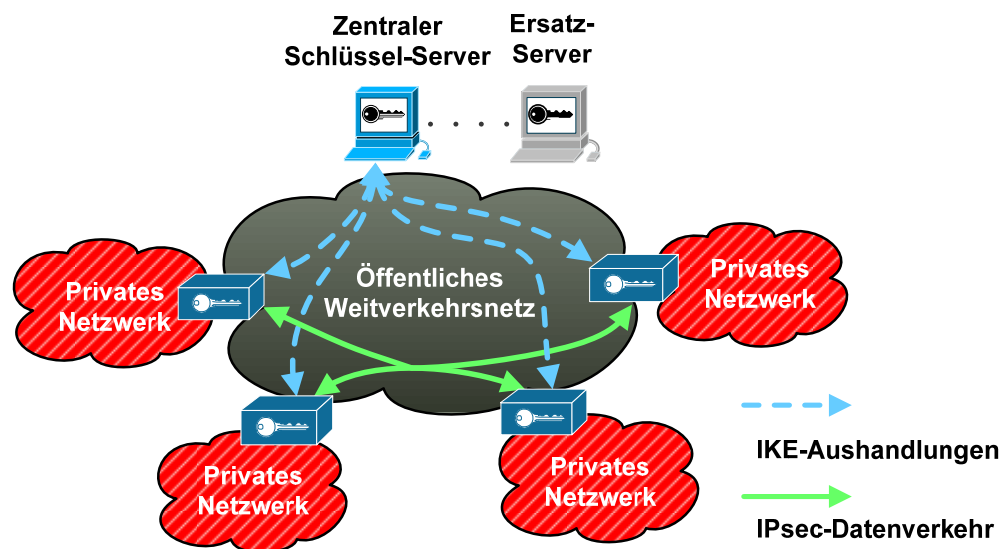 Zentraler
Schlüssel-Server
Ersatz-
Server
Öffentliches
Weitverkehrsnetz
Privates
Netzwerk
Privates
Netzwerk
Privates
Netzwerk
Privates
Netzwerk
IKE-Aushandlungen
IPsec-Datenverkehr